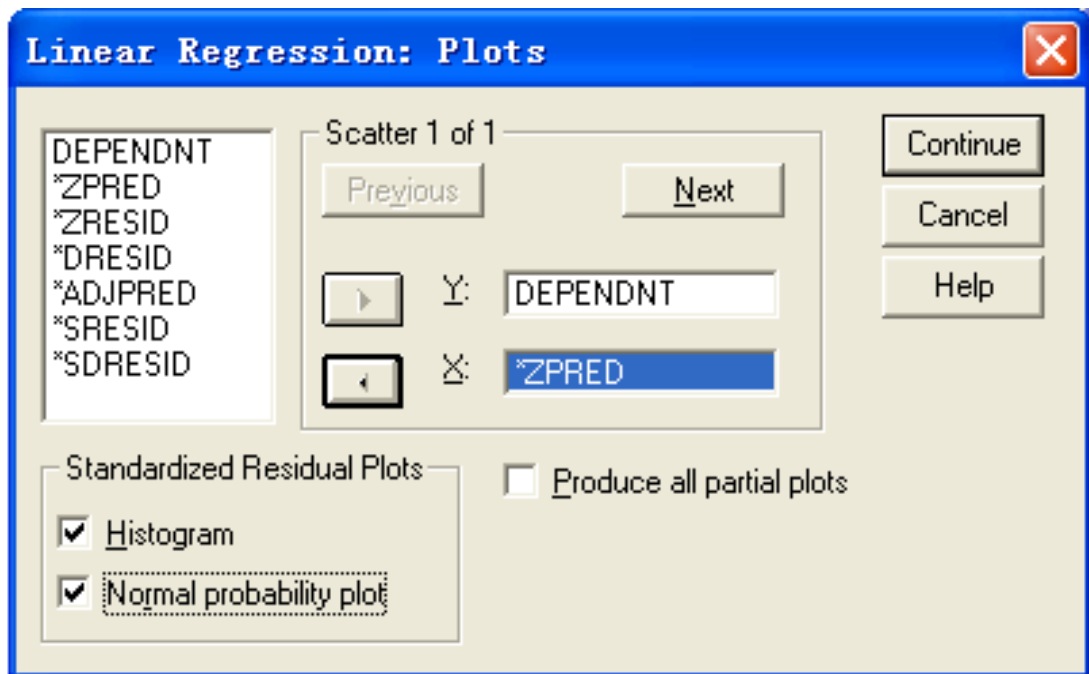 Linear Regression: Plots
DEPENDNT
*ZPRED
*ZRESID
*DRESID
*ADJPRED
*SRESID
*SDRESID
Scatter 1 of 1
Previous
Next
Y:
DEPENDNT
X:
*ZPRED
Continue
Cancel
Help
Standardized Residual Plots
Histogram
Normal probability plot
Produce all partial plots